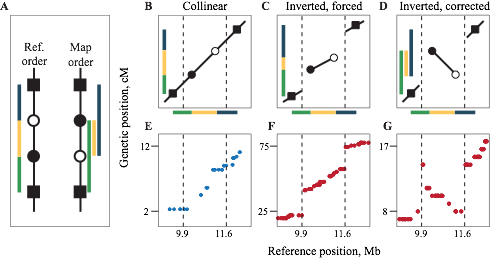 A
B Collinear
C Inverted, forced
D Inverted, corrected
Ref. order
Map order
Genetic position, cM
E
F
G
12
2
75
25
17
8
9.9 11.6
9.9 11.6
9.9 11.6
Reference position, Mb